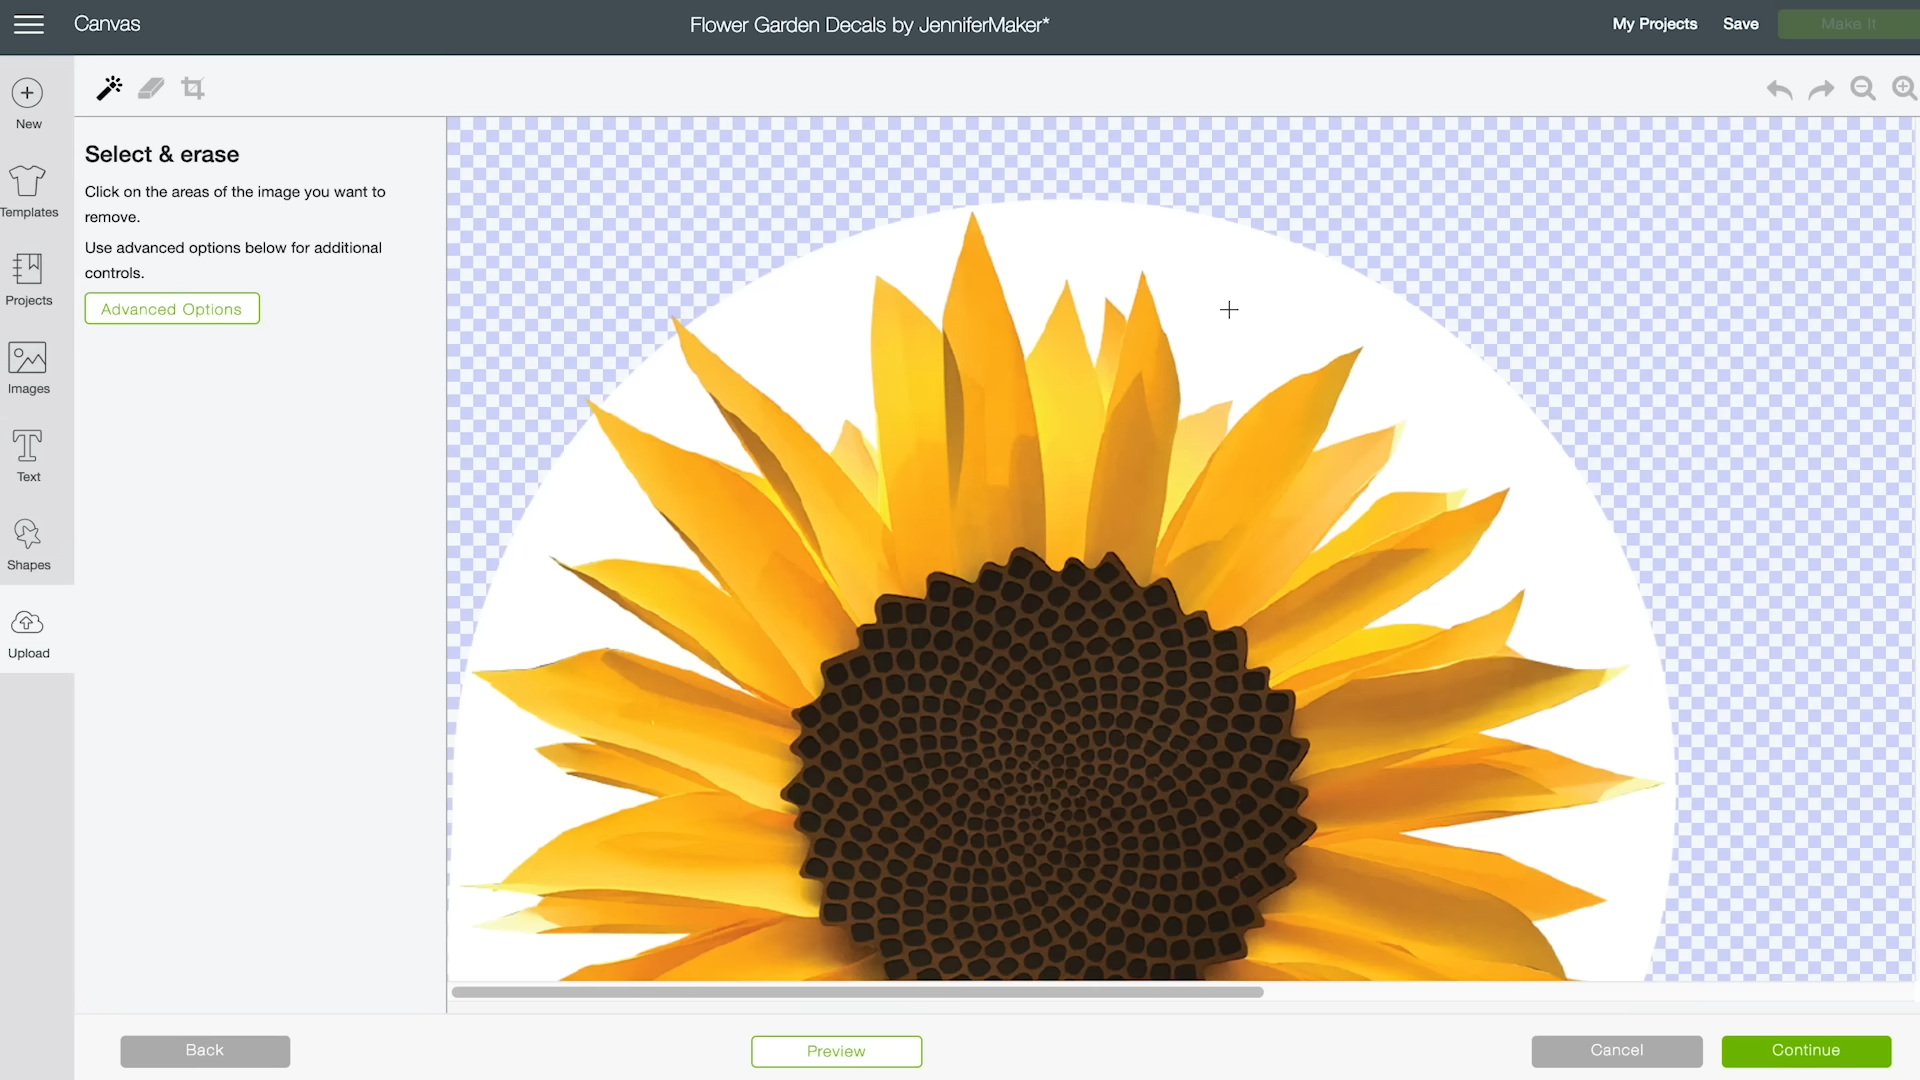 Canvas
Flower Garden Decals by JenniferMaker*
My Projects
Save
Make It
New
Templates
Projects
Images
Text
Shapes
Upload
Select & erase
Click on the areas of the image you want to
remove.
Use advanced options below for additional
controls.
Advanced Options
Back
Preview
Cancel
Continue